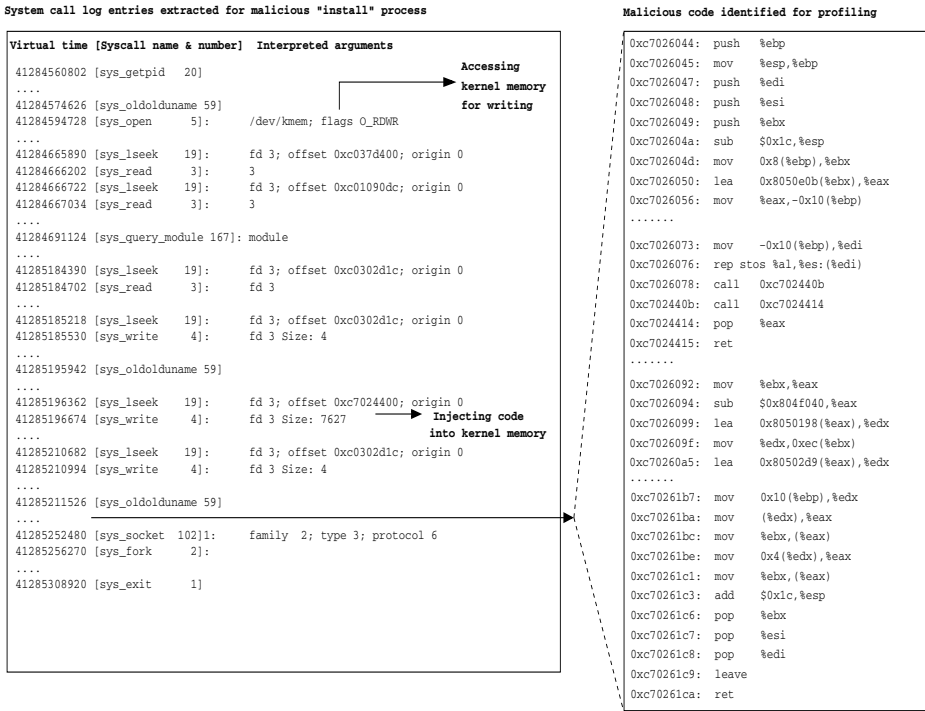 System call log entries extracted for malicious "install" process
Virtual time [Syscall name & number] Interpreted arguments
41284560802 [sys_getpid 20]
....
41284574626 [sys_oldolduname 59]
41284594728 [sys_open 5]: /dev/kmem; flags O_RDWR
....
41284665890 [sys_lseek 19]: fd 3; offset 0xc037d400; origin 0
41284666202 [sys_read 3]: 3
41284666722 [sys_lseek 19]: fd 3; offset 0xc01090dc; origin 0
41284667034 [sys_read 3]: 3
....
41284691124 [sys_query_module 167]: module
....
41285184390 [sys_lseek 19]: fd 3; offset 0xc0302d1c; origin 0
41285184702 [sys_read 3]: fd 3
....
41285185218 [sys_lseek 19]: fd 3; offset 0xc0302d1c; origin 0
41285185530 [sys_write 4]: fd 3 Size: 4
....
41285195942 [sys_oldolduname 59]
....
41285196362 [sys_lseek 19]: fd 3; offset 0xc7024400; origin 0
41285196674 [sys_write 4]: fd 3 Size: 7627
....
41285210682 [sys_lseek 19]: fd 3; offset 0xc0302d1c; origin 0
41285210994 [sys_write 4]: fd 3 Size: 4
....
41285211526 [sys_oldolduname 59]
....
41285252480 [sys_socket 102]1: family 2; type 3; protocol 6
41285256270 [sys_fork 2]:
....
41285308920 [sys_exit 1]
Accessing
kernel memory
for writing
Injecting code
into kernel memory
Malicious code identified for profiling
0xc7026044: push %ebp
0xc7026045: mov %esp,%ebp
0xc7026047: push %edi
0xc7026048: push %esi
0xc7026049: push %ebx
0xc702604a: sub $0x1c,%esp
0xc702604d: mov 0x8(%ebp),%ebx
0xc7026050: lea 0x8050e0b(%ebx),%eax
0xc7026056: mov %eax,-0x10(%ebp)
.......
0xc7026073: mov -0x10(%ebp),%edi
0xc7026076: rep stos %al,%es:(%edi)
0xc7026078: call 0xc702440b
0xc702440b: call 0xc7024414
0xc7024414: pop %eax
0xc7024415: ret
.......
0xc7026092: mov %ebx,%eax
0xc7026094: sub $0x804f040,%eax
0xc7026099: lea 0x8050198(%eax),%edx
0xc702609f: mov %edx,0xec(%ebx)
0xc70260a5: lea 0x80502d9(%eax),%edx
.......
0xc70261b7: mov 0x10(%ebp),%edx
0xc70261ba: mov (%edx),%eax
0xc70261bc: mov %ebx,(%eax)
0xc70261be: mov 0x4(%edx),%eax
0xc70261c1: mov %ebx,(%eax)
0xc70261c3: add $0x1c,%esp
0xc70261c6: pop %ebx
0xc70261c7: pop %esi
0xc70261c8: pop %edi
0xc70261c9: leave
0xc70261ca: ret